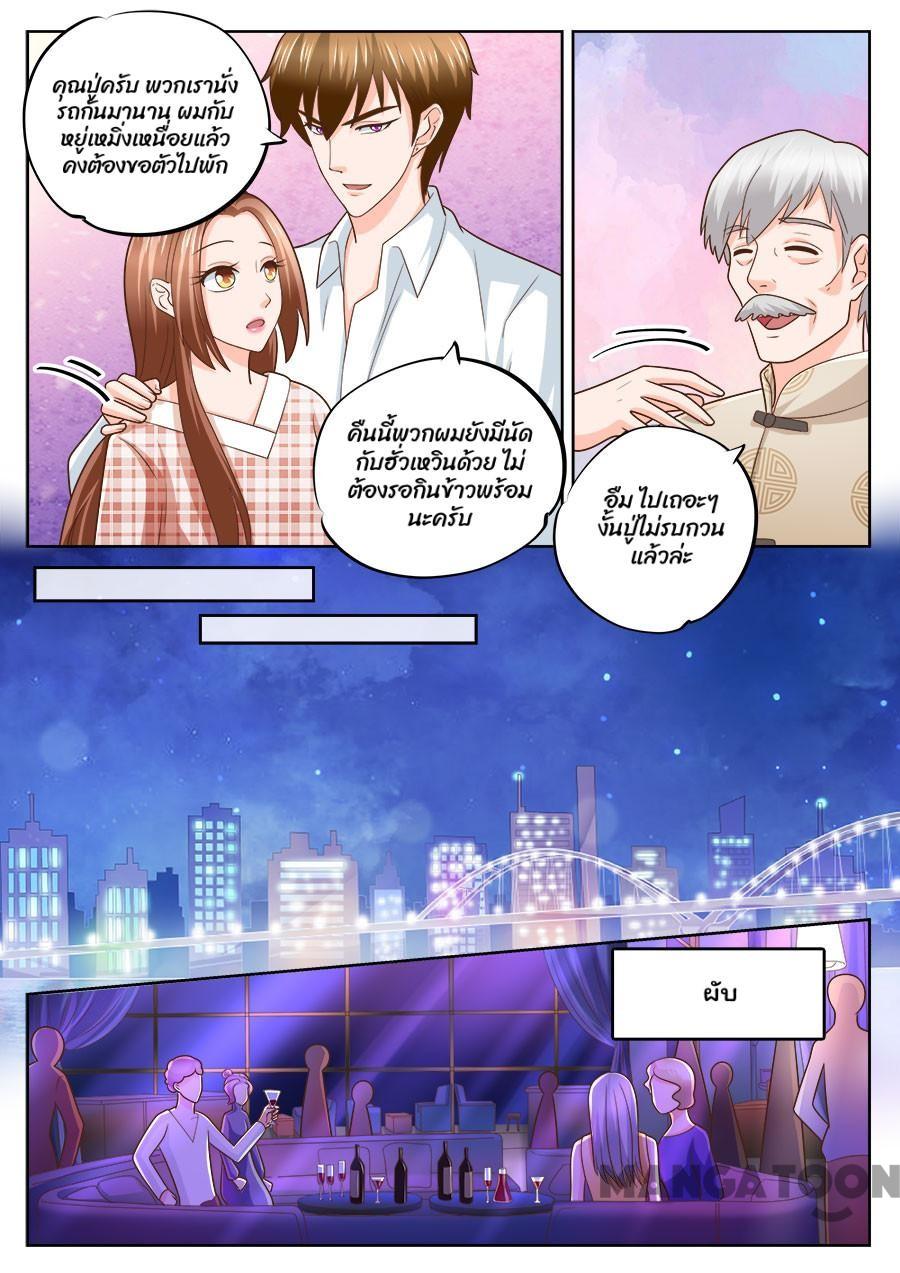 คุณปู่ครับ พวกเรานั่ง
รถกันมานาน ผมกับ
หยู่เหมิ่งเหนื่อยแล้ว
คงต้องขอตัวไปพัก
คืนนี้พวกผมยังมีนัด
กับฮั่วเหวินด้วย ไม่
ต้องรอกินข้าวพร้อม
นะครับ
อืม ไปเถอะๆ
งั้นปู่ไม่รบกวน
แล้วล่ะ
ผับ
MANGATOON